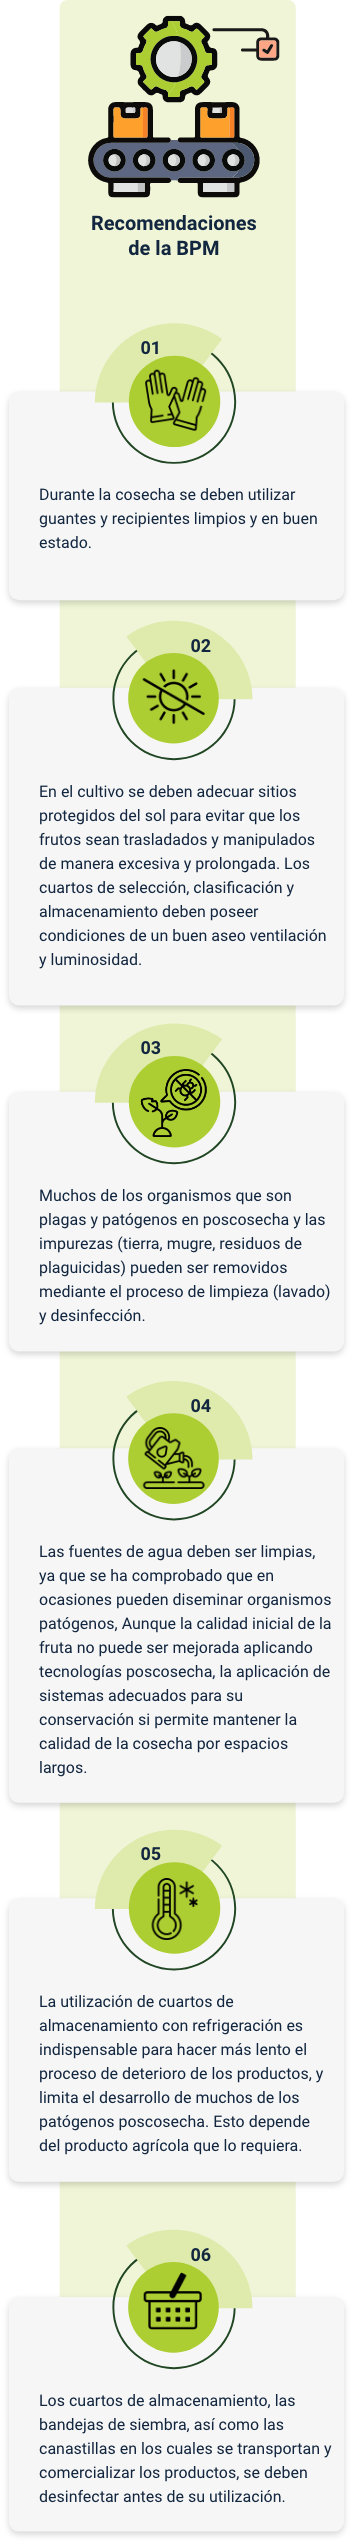 Recomendaciones
de la BPM
01
Durante la cosecha se deben utilizar
guantes y recipientes limpios y en buen
estado.
02
En el cultivo se deben adecuar sitios
protegidos del sol para evitar que los
frutos sean trasladados y manipulados
de manera excesiva y prolongada. Los
cuartos de selección, clasificación y
almacenamiento deben poseer
condiciones de un buen aseo ventilación
y luminosidad.
03
Muchos de los organismos que son
plagas y patógenos en poscosecha y las
impurezas (tierra, mugre, residuos de
plaguicidas) pueden ser removidos
mediante el proceso de limpieza (lavado)
y desinfección.
04
Las fuentes de agua deben ser limpias,
ya que se ha comprobado que en
ocasiones pueden diseminar organismos
patógenos, Aunque la calidad inicial de la
fruta no puede ser mejorada aplicando
tecnologías poscosecha, la aplicación de
sistemas adecuados para su
conservación si permite mantener la
calidad de la cosecha por espacios
largos.
05
La utilización de cuartos de
almacenamiento con refrigeración es
indispensable para hacer más lento el
proceso de deterioro de los productos, y
limita el desarrollo de muchos de los
patógenos poscosecha. Esto depende
del producto agrícola que lo requiera.
06
Los cuartos de almacenamiento, las
bandejas de siembra, así como las
canastillas en los cuales se transportan y
comercializar los productos, se deben
desinfectar antes de su utilización.